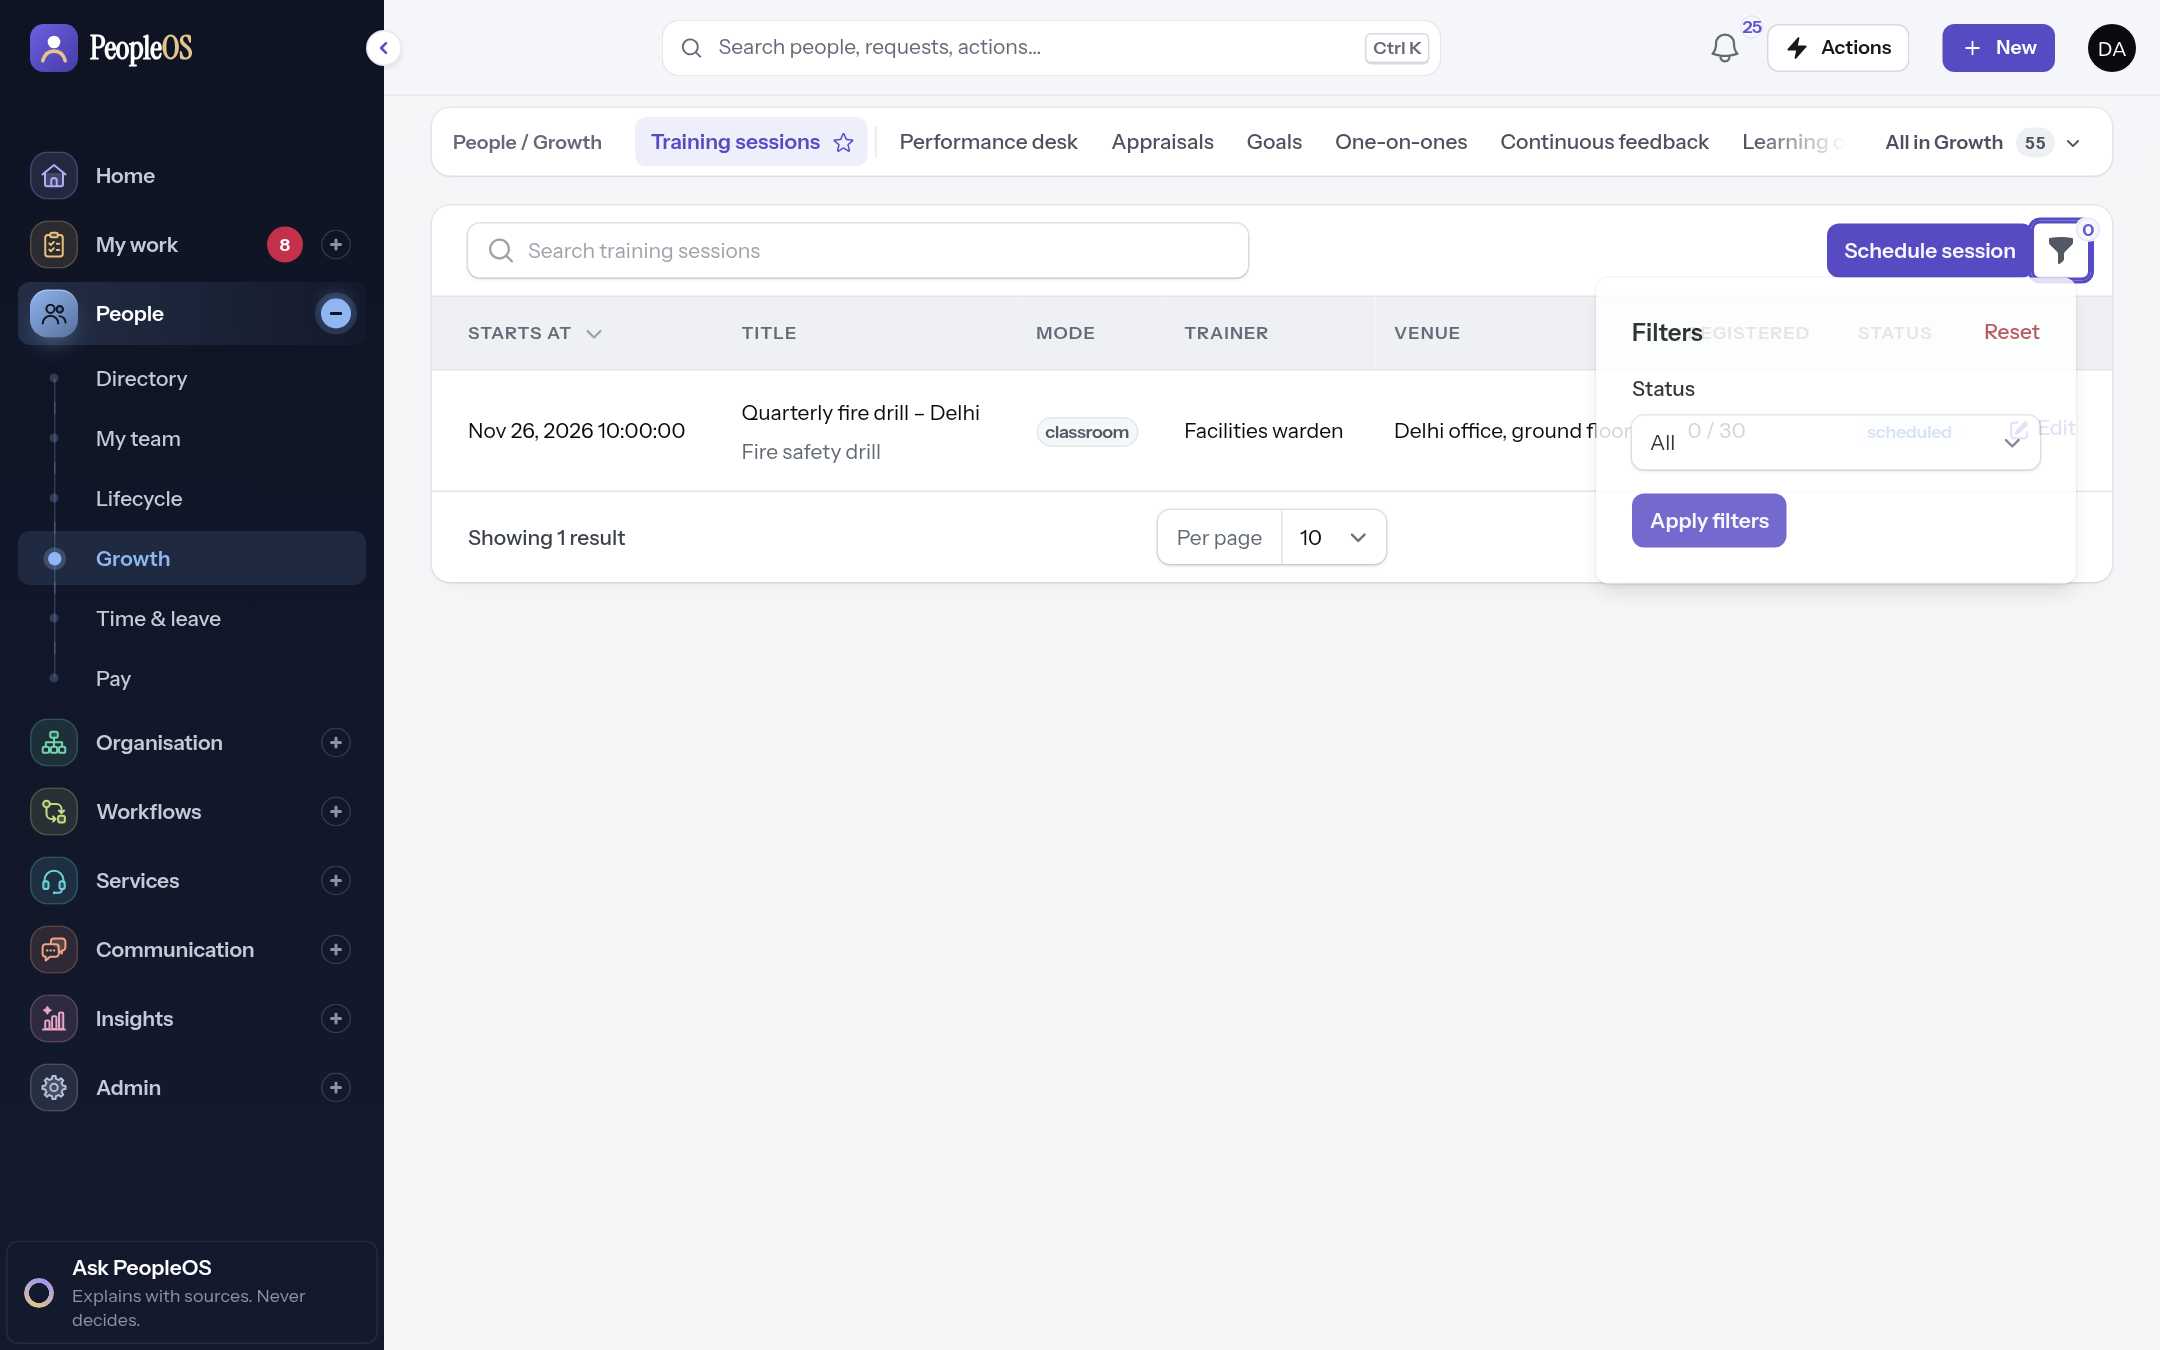 PeopleOS
Search people, requests, actions...
Ctrl K
25
Actions
New
DA
Home
My work
8
People
Directory
My team
Lifecycle
Growth
Time & leave
Pay
Organisation
Workflows
Services
Communication
Insights
Admin
Ask PeopleOS
Explains with sources. Never
decides.
People / Growth
Training sessions
Performance desk
Appraisals
Goals
One-on-ones
Continuous feedback
Learning
All in Growth
55
Search training sessions
Schedule session
0
STARTS AT
TITLE
MODE
TRAINER
VENUE
Filters
EGISTERED
STATUS
Reset
Nov 26, 2026 10:00:00
Quarterly fire drill – Delhi
Fire safety drill
classroom
Facilities warden
Delhi office, ground floor
0 / 30
scheduled
Edit
Status
All
Apply filters
Showing 1 result
Per page
10